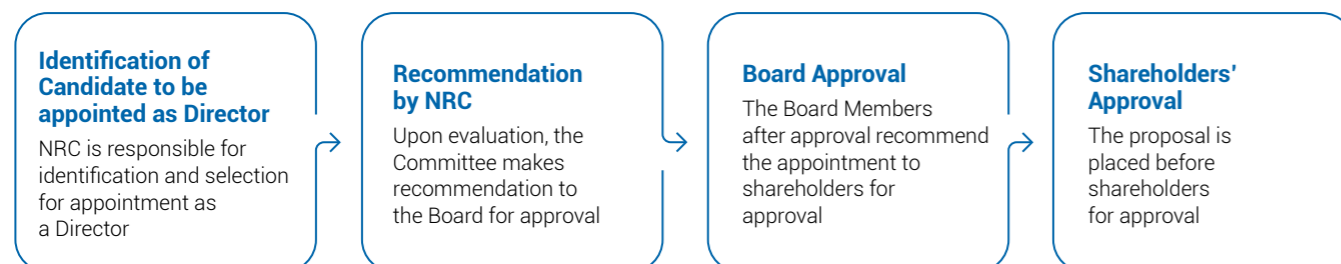 Identification of
Candidate to be
appointed as Director
NRC is responsible for
identification and selection
for appointment as
a Director
Recommendation
by NRC
Upon evaluation, the
Committee makes
recommendation to
the Board for approval
Board Approval
The Board Members
after approval recommend
the appointment to
shareholders for
approval
Shareholders'
Approval
The proposal is
placed before
shareholders
for approval